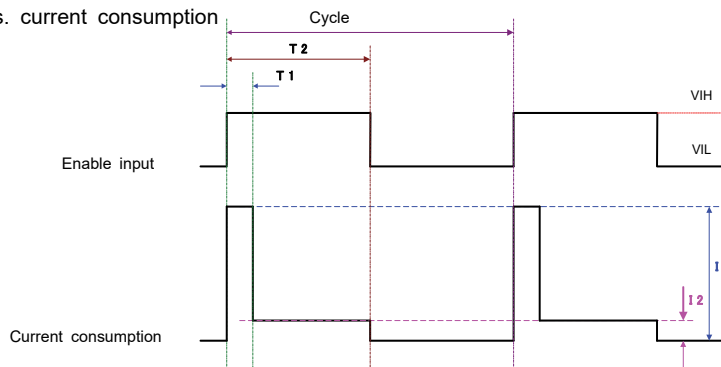 s. current consumption
Cycle
T 2
T 1
VIH
Enable input
VIL
I
I 2
Current consumption